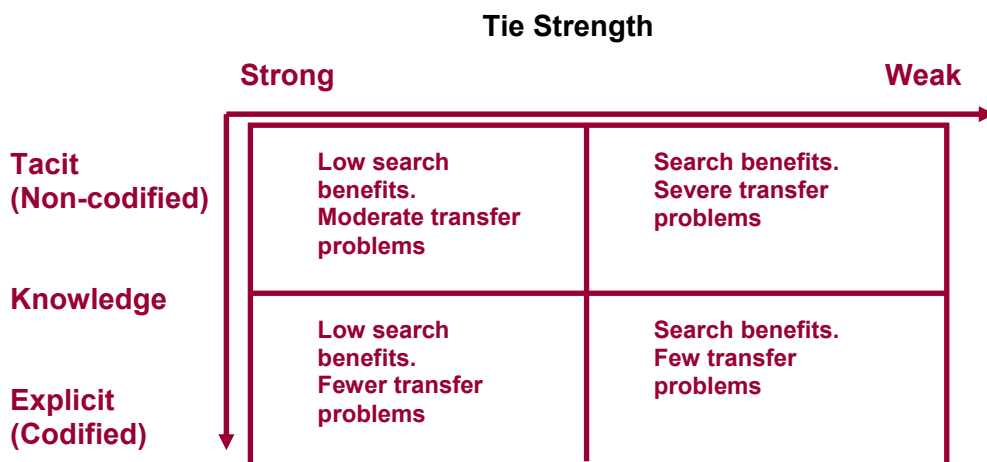 Tie Strength
Strong
Weak
Tacit
(Non-codified)
Low search
benefits.
Moderate transfer
problems
Search benefits.
Severe transfer
problems
Knowledge
Explicit
(Codified)
Low search
benefits.
Fewer transfer
problems
Search benefits.
Few transfer
problems